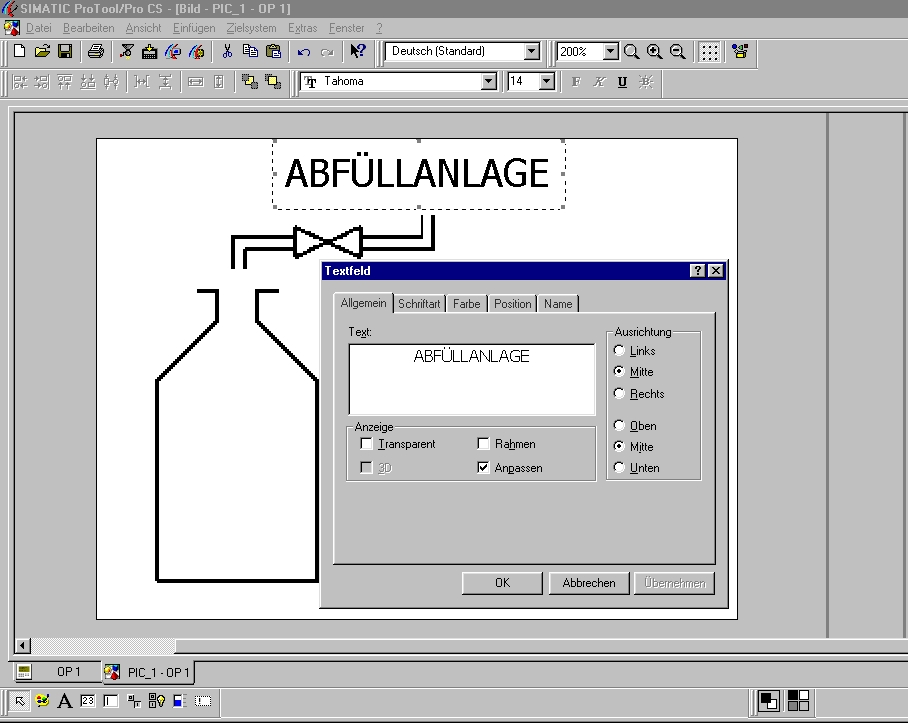 SIMATIC ProTool/Pro CS - [Bild - PIC_1 - OP 1]
Datei Bearbeiten Ansicht Einfügen Zielsystem Extras Fenster ?
Deutsch (Standard) 200%
Tahoma 14 F K U
ABFÜLLANLAGE
Textfeld ?
Allgemein Schriftart Farbe Position Name
Text:
ABFÜLLANLAGE
Ausrichtung
Links
Mitte
Rechts
Oben
Mitte
Unten
Anzeige
Transparent Rahmen
3D Anpassen
OK Abbrechen Übernehmen
OP 1 PIC_1 - OP 1
A 23